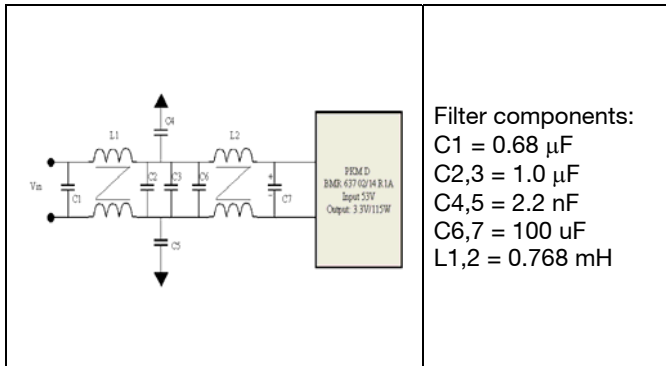 C4
L1
L2
Vin
C1
C2
C3
C6
+
-
C7
C5
PKM D
BMR 637 02/14 R1A
Input 53V
Output: 3.3V/115W
Filter components:
C1 = 0.68 µF
C2,3 = 1.0 µF
C4,5 = 2.2 nF
C6,7 = 100 uF
L1,2 = 0.768 mH